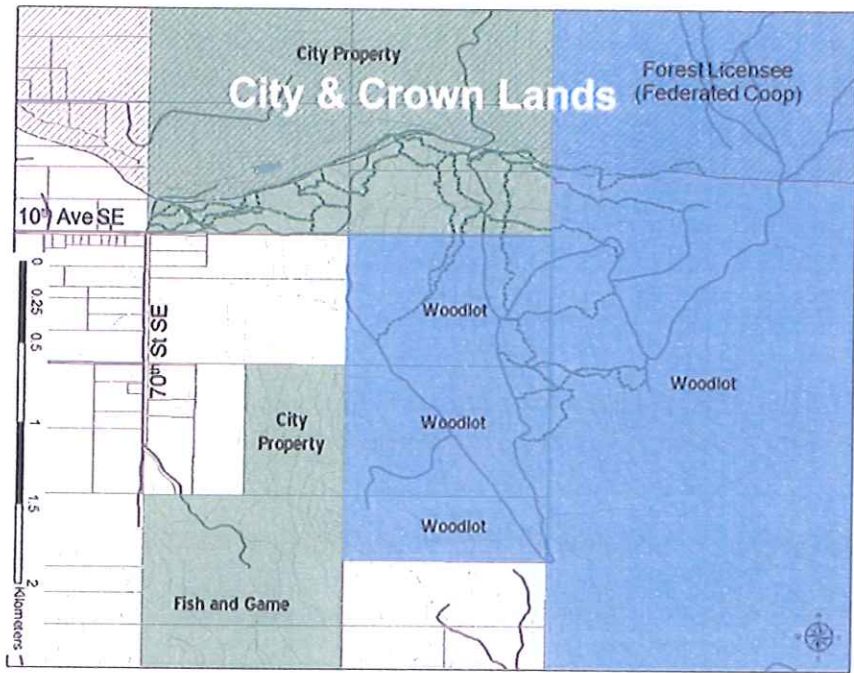 City Property
City & Crown Lands
Forest Licensee
(Federated Coop)
10th Ave SE
70th St SE
0
0.25
0.5
1
1.5
2
Kilometers
Woodlot
Woodlot
City
Property
Woodlot
Woodlot
Fish and Game